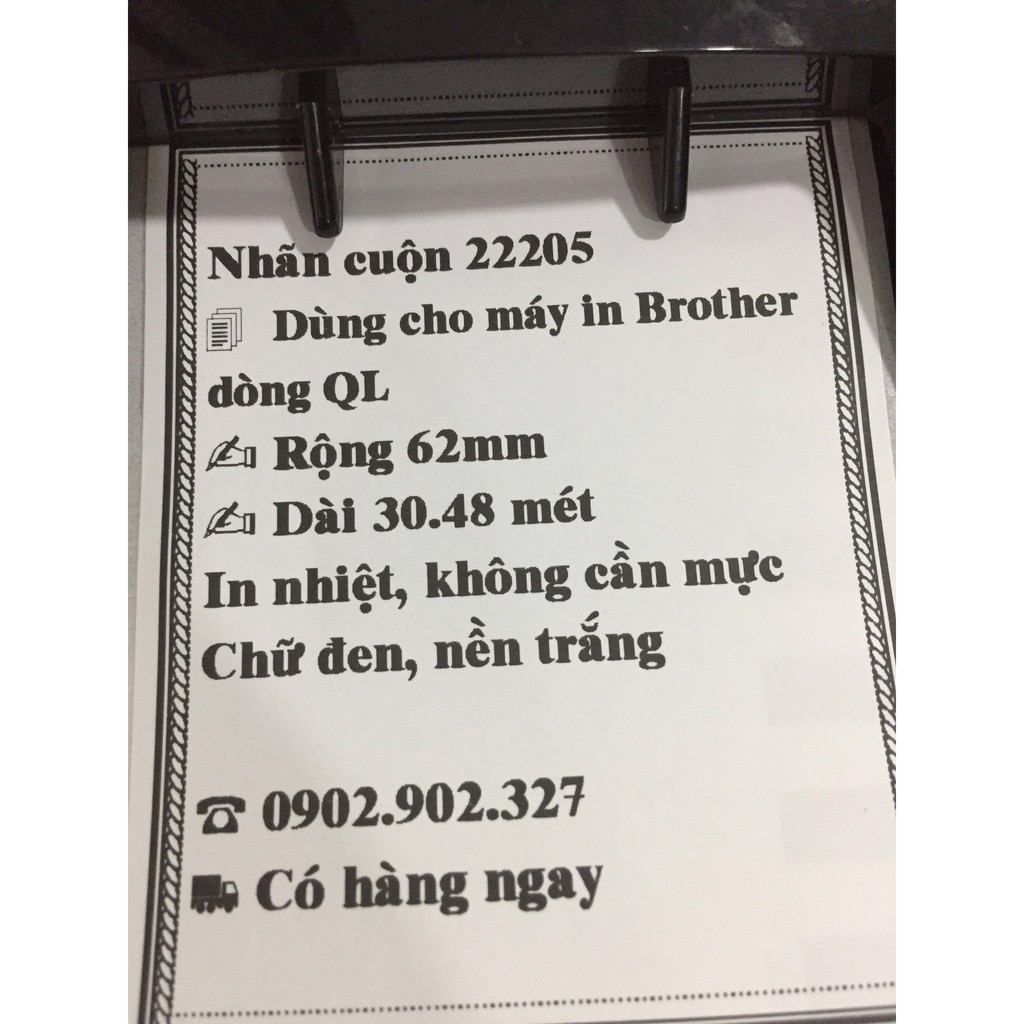 Nhãn cuộn 22205
Dùng cho máy in Brother
dòng QL
Rộng 62mm
Dài 30.48 mét
In nhiệt, không cần mực
Chữ đen, nền trắng
0902.902.327
Có hàng ngay